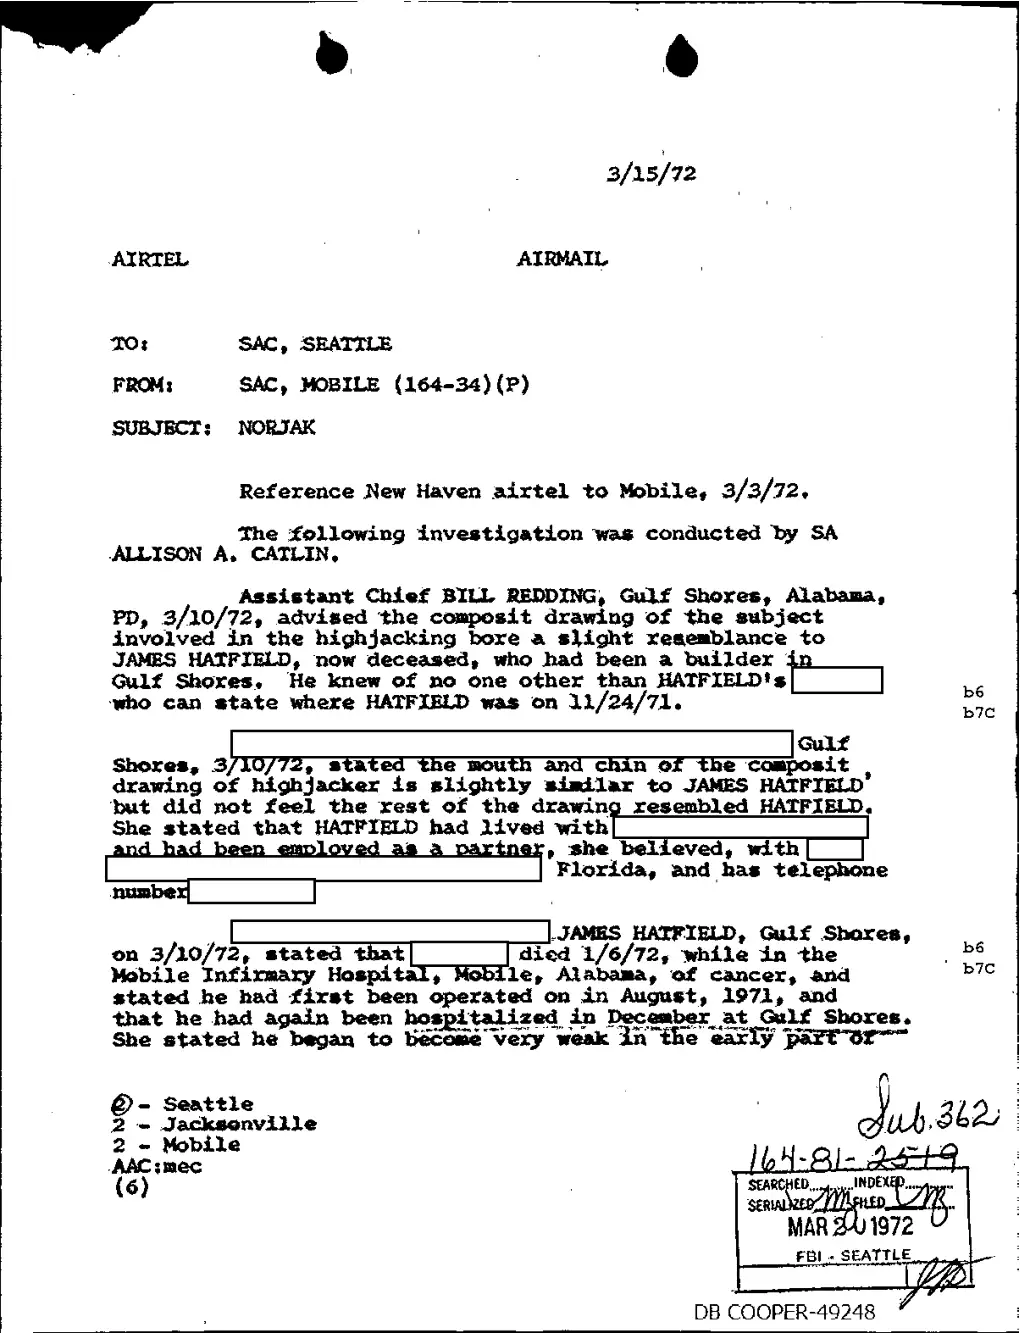 3/15/72
AIRTEL AIRMAIL
TO: SAC, SEATTLE
FROM: SAC, MOBILE (164-34)(P)
SUBJECT: NORJAK
Reference New Haven airtel to Mobile, 3/3/72.
The following investigation was conducted by SA
ALLISON A. CATLIN.
Assistant Chief BILL REDDING, Gulf Shores, Alabama,
PD, 3/10/72, advised the composit drawing of the subject
involved in the highjacking bore a slight resemblance to
JAMES HATFIELD, now deceased, who had been a builder in
Gulf Shores. He knew of no one other than HATFIELD's
who can state where HATFIELD was on 11/24/71.
b6
b7C
Gulf
Shores, 3/10/72, stated the mouth and chin of the composit
drawing of highjacker is slightly similar to JAMES HATFIELD,
but did not feel the rest of the drawing resembled HATFIELD.
She stated that HATFIELD had lived with
and had been employed as a partner, she believed, with
Florida, and has telephone
number
JAMES HATFIELD, Gulf Shores,
on 3/10/72, stated that died 1/6/72, while in the
Mobile Infirmary Hospital, Mobile, Alabama, of cancer, and
stated he had first been operated on in August, 1971, and
that he had again been hospitalized in December at Gulf Shores.
She stated he began to become very weak in the early part of
b6
b7C
2 - Seattle
2 - Jacksonville
2 - Mobile
AAC:mec
(6)
Sub. 362
164-81-2519
SEARCHED INDEXED
SERIALIZED FILED
MAR 20 1972
FBI - SEATTLE
DB COOPER-49248